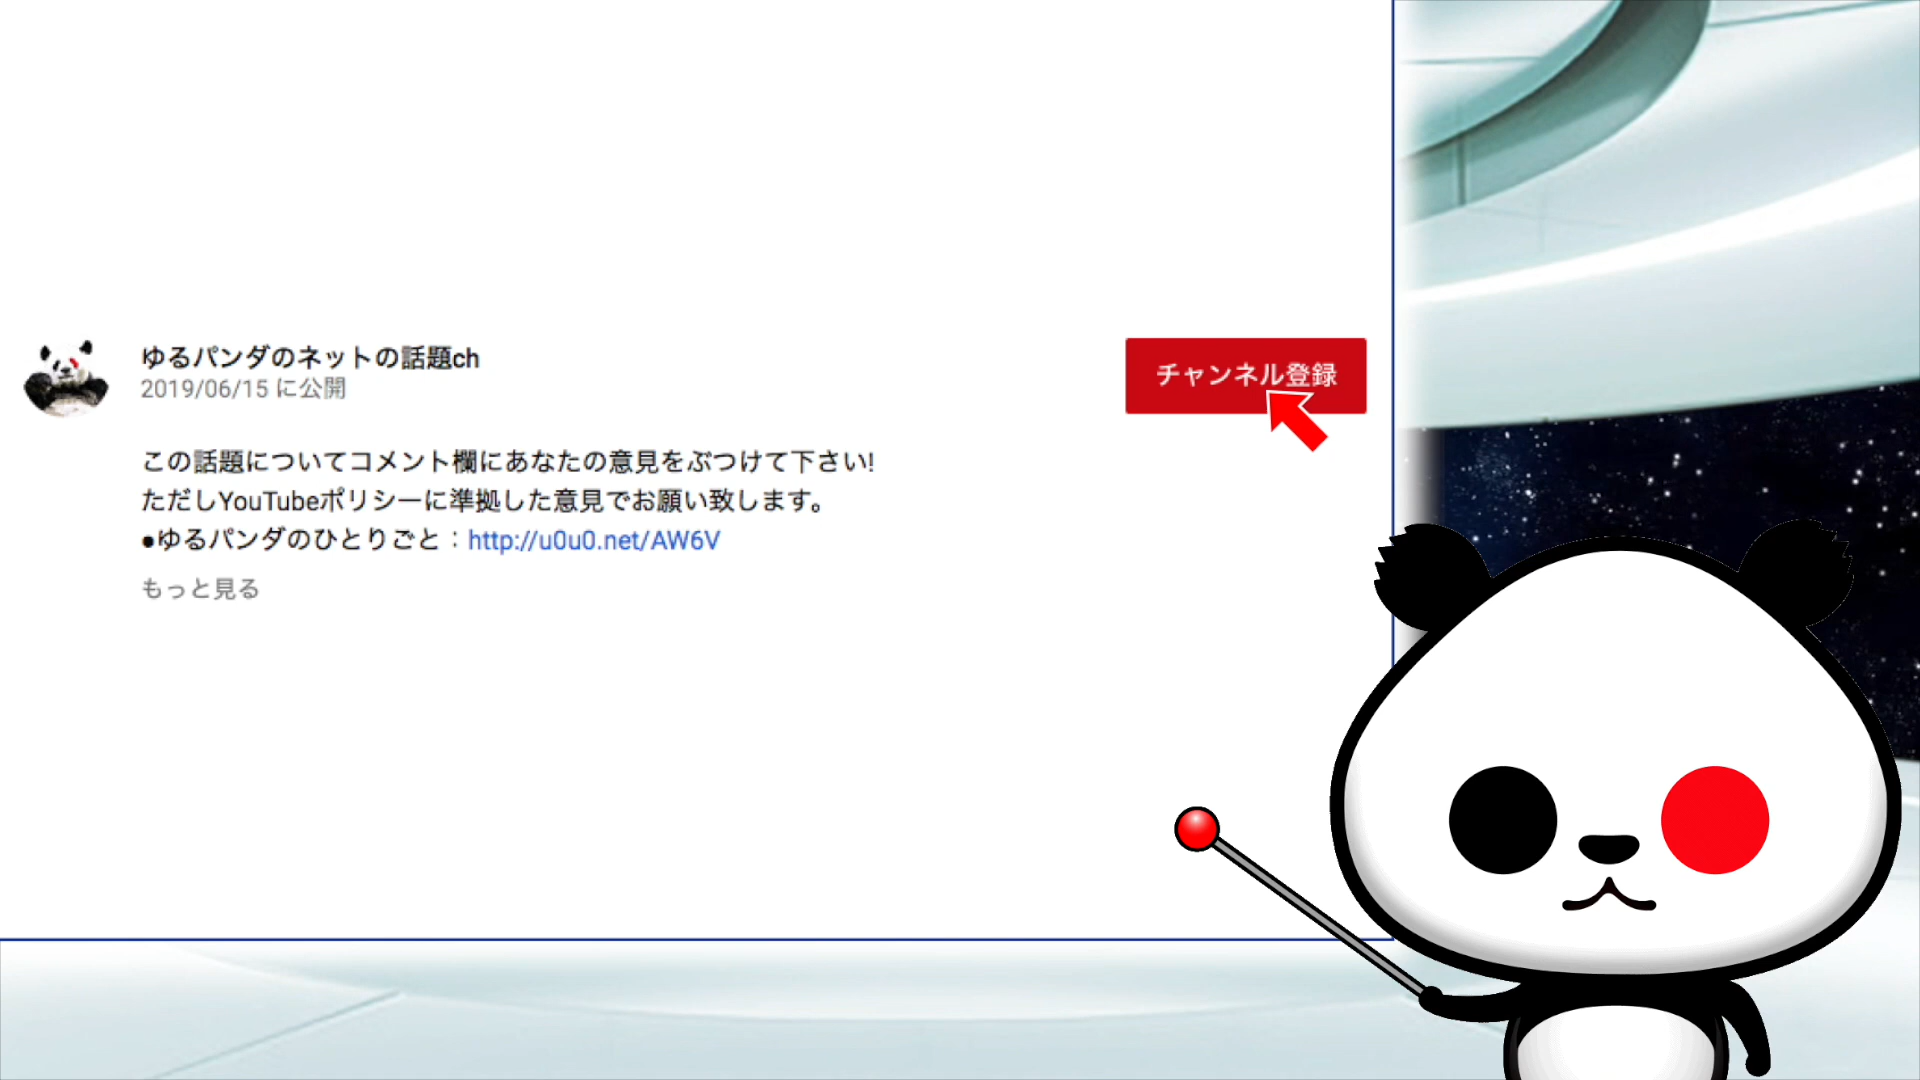 ゆるパンダのネットの話題ch
2019/06/15 に公開
チャンネル登録
この話題についてコメント欄にあなたの意見をぶつけて下さい!
ただしYouTubeポリシーに準拠した意見でお願い致します。
●ゆるパンダのひとりごと：http://u0u0.net/AW6V
もっと見る